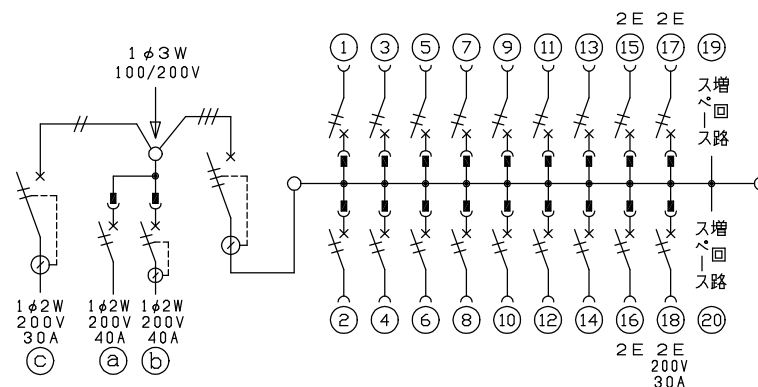 1φ3W
100/200V
2E 2E
① ③ ⑤ ⑦ ⑨ ⑪ ⑬ ⑮ ⑰ ⑲
増回路
スペース
増回路
スペース
② ④ ⑥ ⑧ ⑩ ⑫ ⑭ ⑯ ⑱ ⑳
2E 2E
200V
30A
1φ2W 1φ2W 1φ2W
200V 200V 200V
30A 40A 40A
ⓒ ⓐ ⓑ